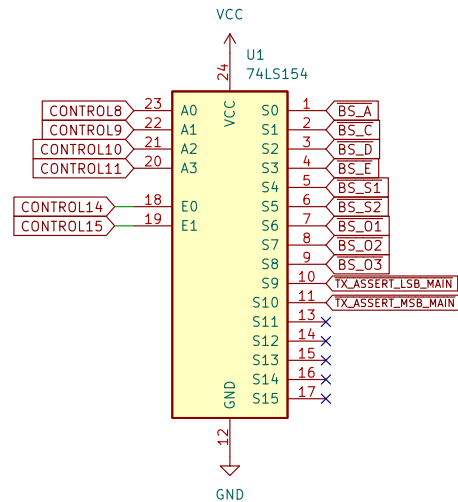 VCC
U1
74LS154
24
VCC
CONTROL8 23 A0 S0 1 BS_A
CONTROL9 22 A1 S1 2 BS_C
CONTROL10 21 A2 S2 3 BS_D
CONTROL11 20 A3 S3 4 BS_E
S4 5 BS_S1
CONTROL14 18 E0 S5 6 BS_S2
CONTROL15 19 E1 S6 7 BS_O1
S7 8 BS_O2
S8 9 BS_O3
S9 10 TX_ASSERT_LSB_MAIN
S10 11 TX_ASSERT_MSB_MAIN
S11 13
S12 14
S13 15
S14 16
S15 17
GND
12
GND